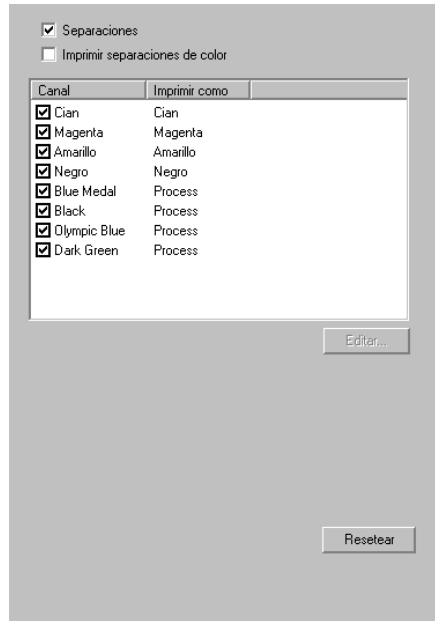 Separaciones
Imprimir separaciones de color
Canal Imprimir como
Cian Cian
Magenta Magenta
Amarillo Amarillo
Negro Negro
Blue Medal Process
Black Process
Olympic Blue Process
Dark Green Process
Editar...
Resetear